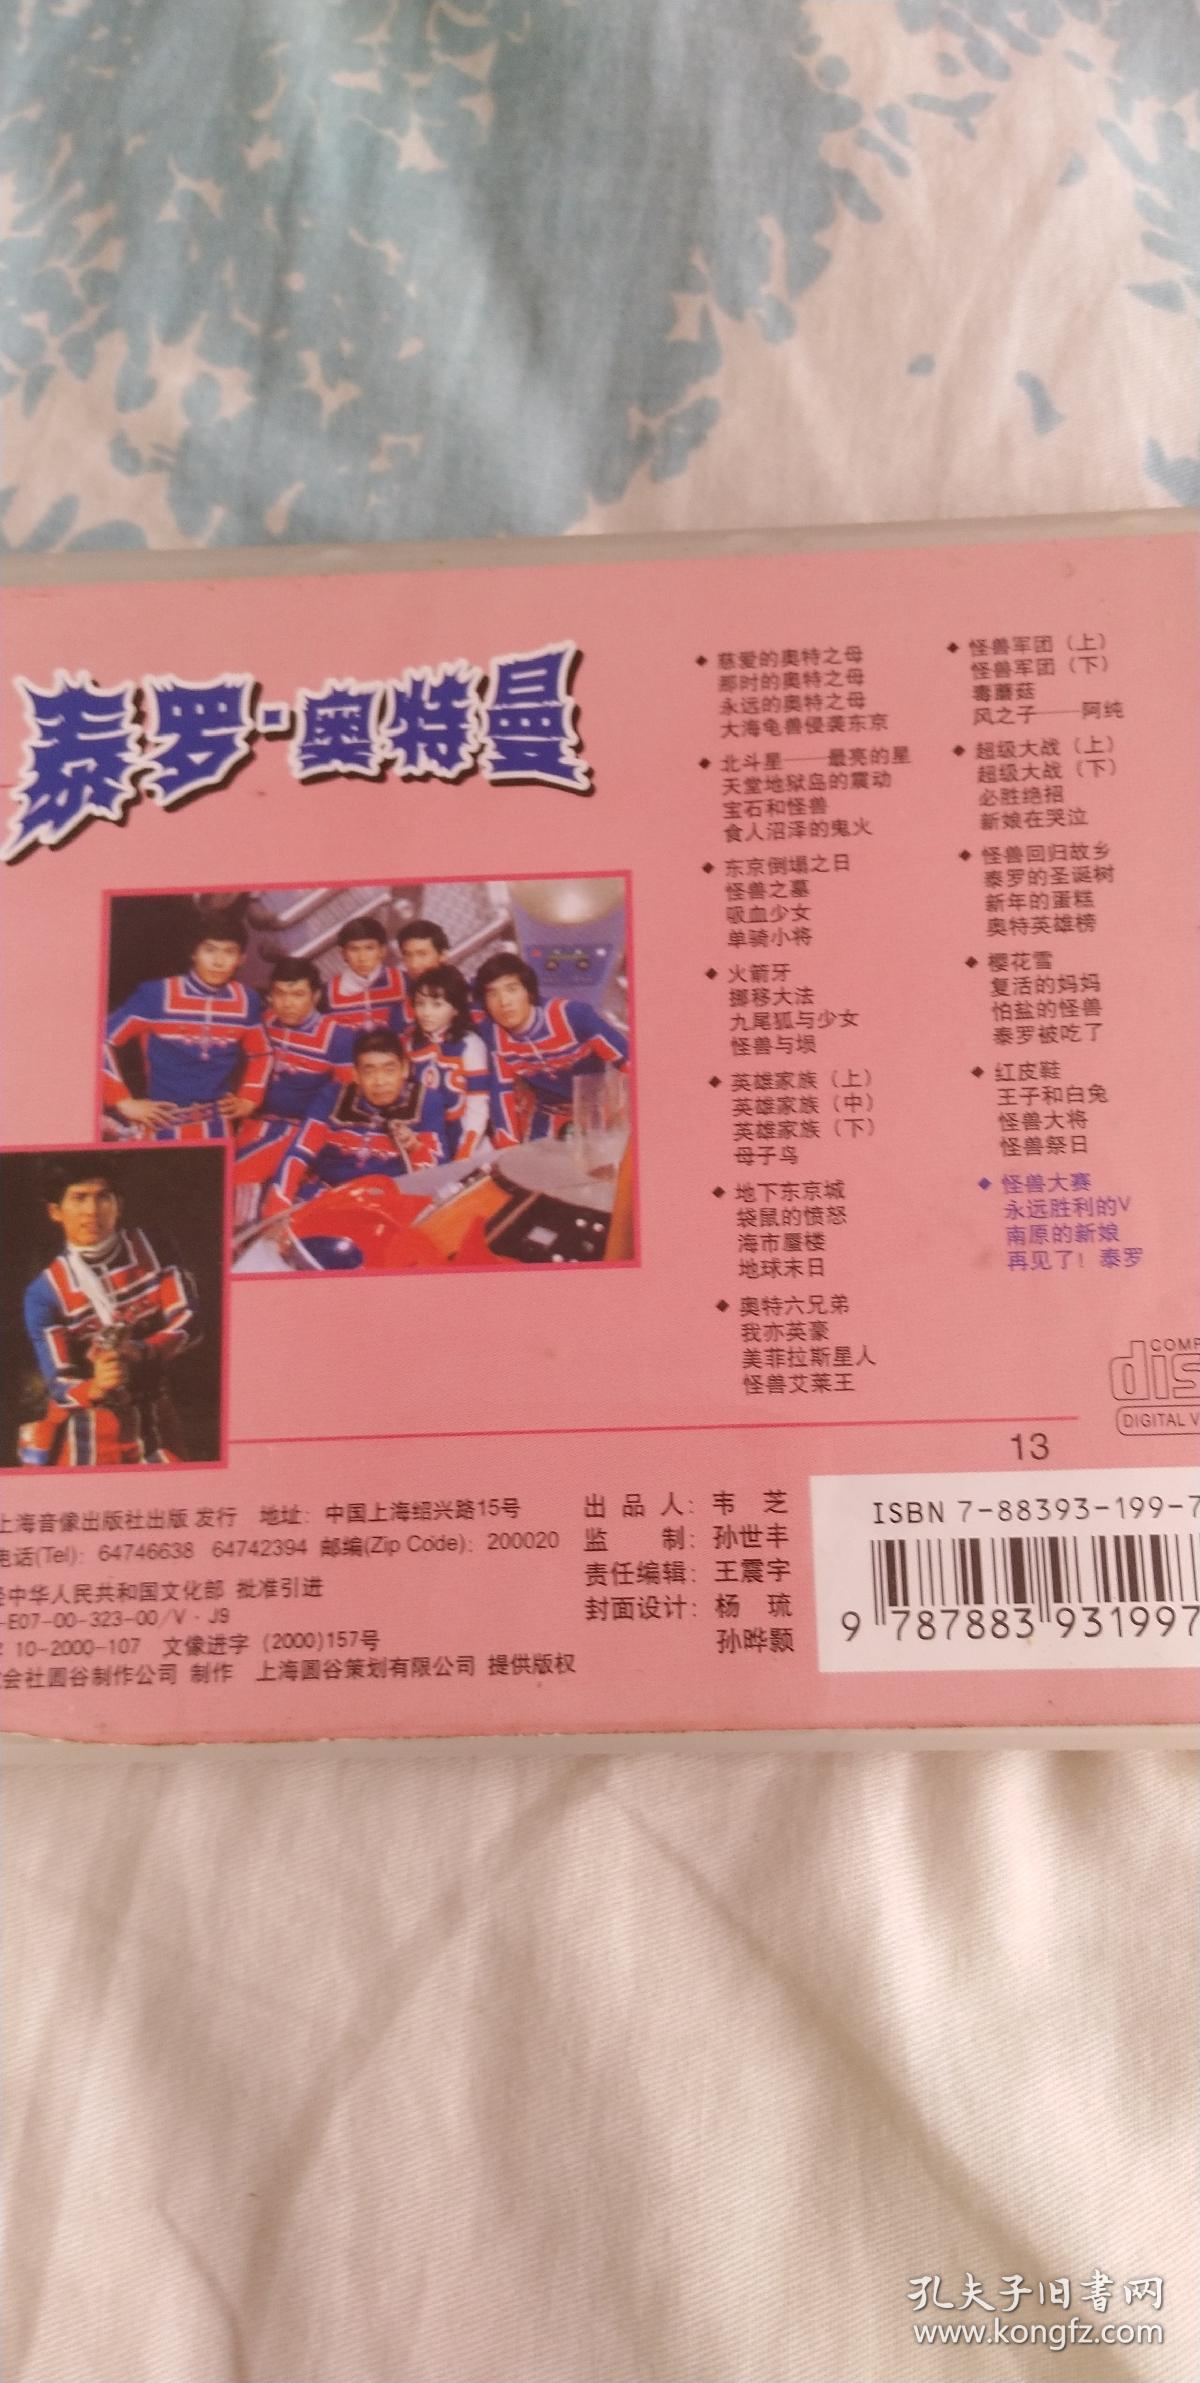 泰罗·奥特曼
◆ 慈爱的奥特之母
那时的奥特之母
永远的奥特之母
大海龟兽侵袭东京
◆ 北斗星——最亮的星
天堂地狱岛的震动
宝石和怪兽
食人沼泽的鬼火
◆ 东京倒塌之日
怪兽之墓
吸血少女
单骑小将
◆ 火箭牙
挪移大法
九尾狐与少女
怪兽与埙
◆ 英雄家族（上）
英雄家族（中）
英雄家族（下）
母子鸟
◆ 地下东京城
袋鼠的愤怒
海市蜃楼
地球末日
◆ 奥特六兄弟
我亦英豪
美菲拉斯星人
怪兽艾莱王
◆ 怪兽军团（上）
怪兽军团（下）
毒蘑菇
风之子——阿纯
◆ 超级大战（上）
超级大战（下）
必胜绝招
新娘在哭泣
◆ 怪兽回归故乡
泰罗的圣诞树
新年的蛋糕
奥特英雄榜
◆ 樱花雪
复活的妈妈
怕盐的怪兽
泰罗被吃了
◆ 红皮鞋
王子和白兔
怪兽大将
怪兽祭日
◆ 怪兽大赛
永远胜利的V
南原的新娘
再见了！泰罗
COMP
dis
DIGITAL V
13
上海音像出版社出版 发行 地址：中国上海绍兴路15号
电话(Tel)：64746638 64742394 邮编(Zip Code)：200020
中华人民共和国文化部 批准引进
-E07-00-323-00/V·J9
10-2000-107 文像进字 (2000)157号
会社圆谷制作公司 制作 上海圆谷策划有限公司 提供版权
出品人：韦芝
监制：孙世丰
责任编辑：王震宇
封面设计：杨琉
孙晔颢
ISBN 7-88393-199-7
9 787883 931997
孔夫子旧书网
www.kongfz.com